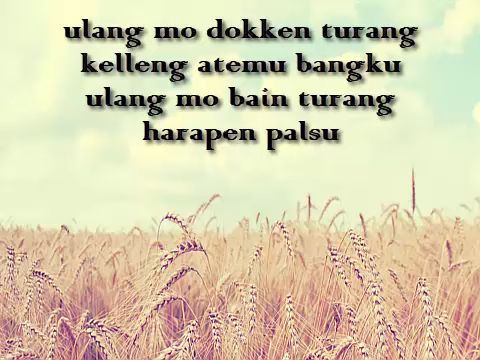 ulang mo dokken turang
kelleng atemu bangku
ulang mo bain turang
harapen palsu